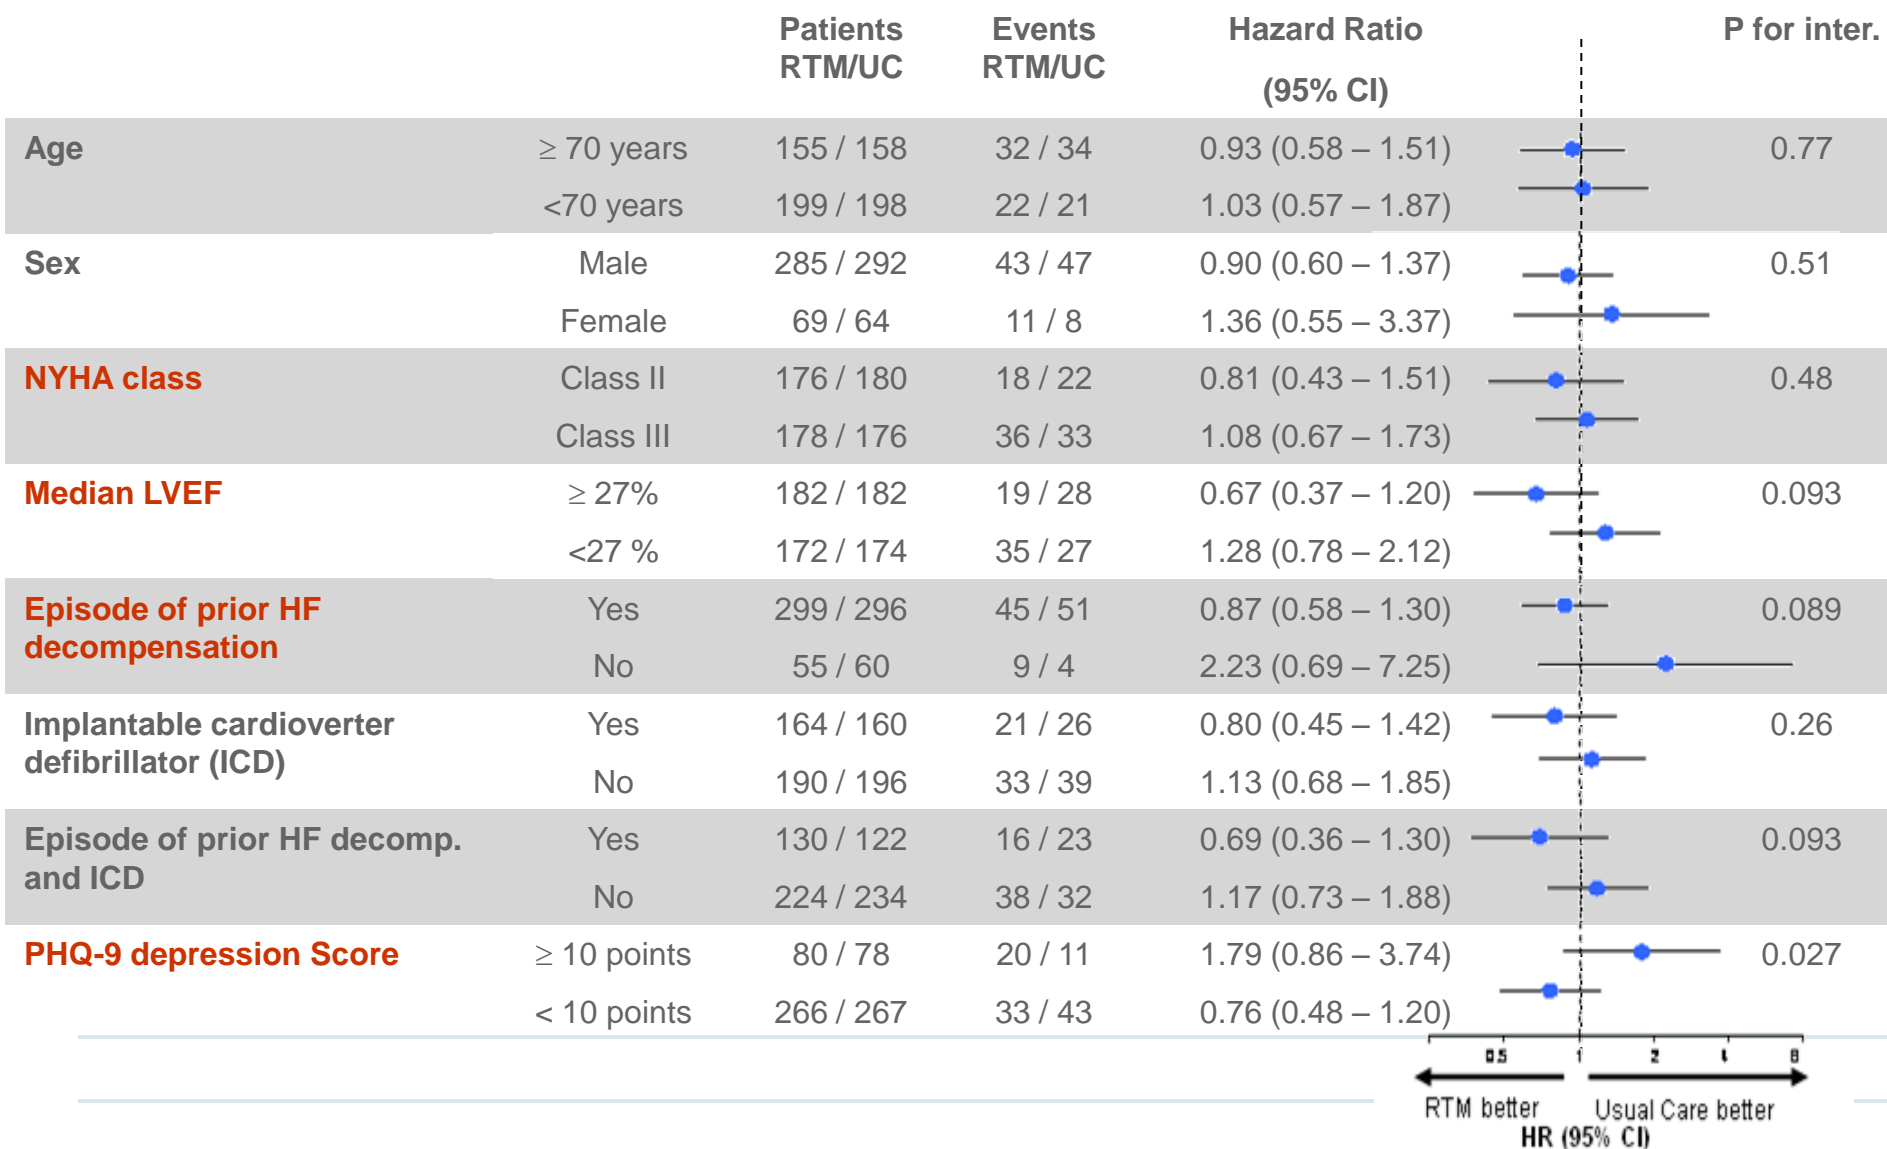 Patients Events Hazard Ratio P for inter.
RTM/UC RTM/UC
(95% CI)
Age ≥ 70 years 155 / 158 32 / 34 0.93 (0.58 – 1.51) 0.77
<70 years 199 / 198 22 / 21 1.03 (0.57 – 1.87)
Sex Male 285 / 292 43 / 47 0.90 (0.60 – 1.37) 0.51
Female 69 / 64 11 / 8 1.36 (0.55 – 3.37)
NYHA class Class II 176 / 180 18 / 22 0.81 (0.43 – 1.51) 0.48
Class III 178 / 176 36 / 33 1.08 (0.67 – 1.73)
Median LVEF ≥ 27% 182 / 182 19 / 28 0.67 (0.37 – 1.20) 0.093
<27 % 172 / 174 35 / 27 1.28 (0.78 – 2.12)
Episode of prior HF Yes 299 / 296 45 / 51 0.87 (0.58 – 1.30) 0.089
decompensation
No 55 / 60 9 / 4 2.23 (0.69 – 7.25)
Implantable cardioverter Yes 164 / 160 21 / 26 0.80 (0.45 – 1.42) 0.26
defibrillator (ICD)
No 190 / 196 33 / 39 1.13 (0.68 – 1.85)
Episode of prior HF decomp. Yes 130 / 122 16 / 23 0.69 (0.36 – 1.30) 0.093
and ICD
No 224 / 234 38 / 32 1.17 (0.73 – 1.88)
PHQ-9 depression Score ≥ 10 points 80 / 78 20 / 11 1.79 (0.86 – 3.74) 0.027
< 10 points 266 / 267 33 / 43 0.76 (0.48 – 1.20)
0.5 1 2 4 8
RTM better Usual Care better
HR (95% CI)